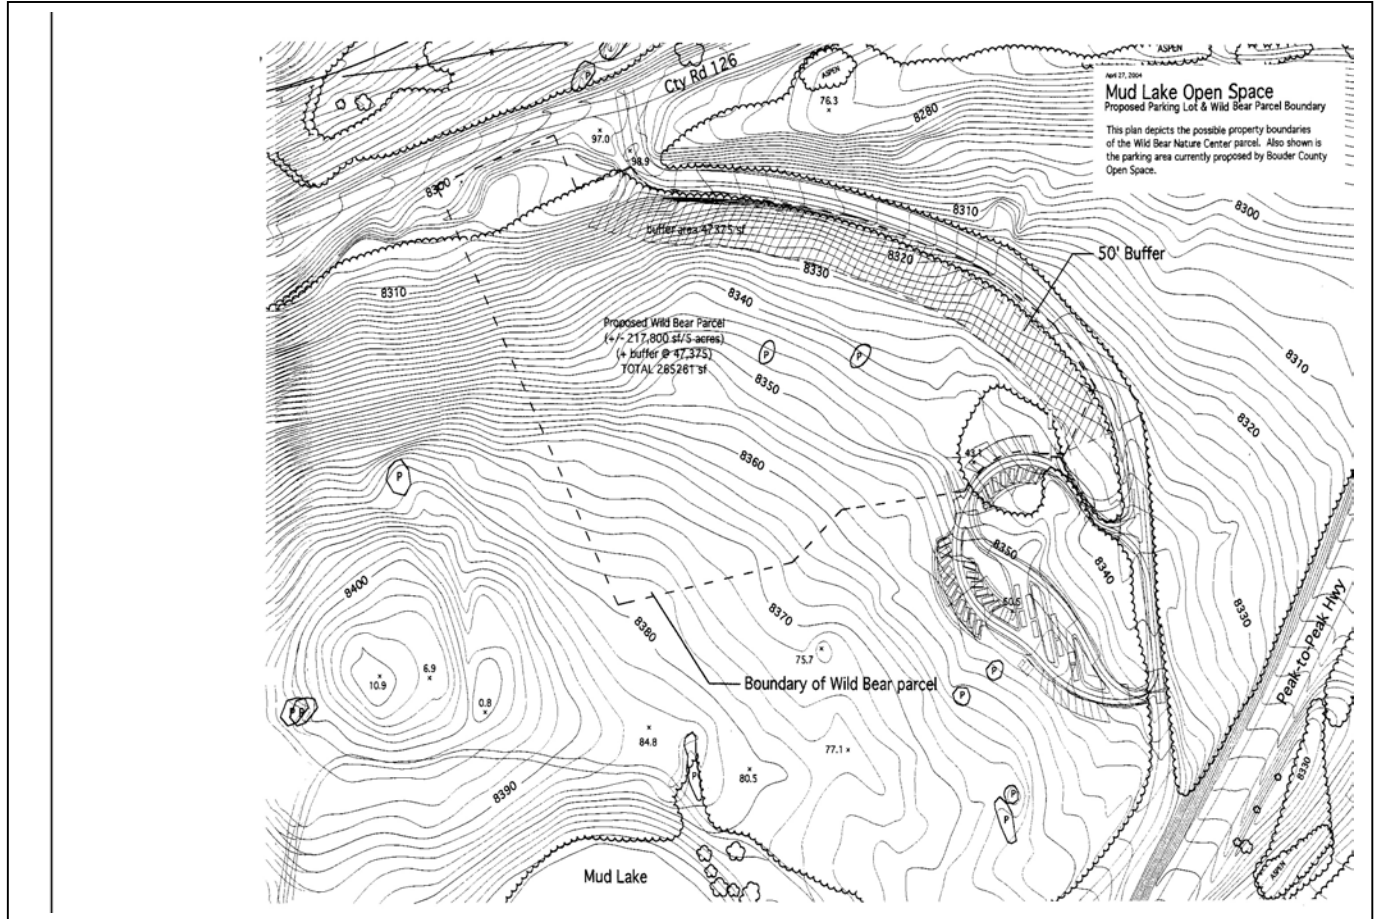 ASPEN
P
Cty Rd 126
ASPEN
76.3
8280
97.0
98.9
April 27, 2004
Mud Lake Open Space
Proposed Parking Lot & Wild Bear Parcel Boundary
This plan depicts the possible property boundaries
of the Wild Bear Nature Center parcel. Also shown is
the parking area currently proposed by Bouder County
Open Space.
8300
8310
8300
buffer area 47375 sf
50' Buffer
8320
8330
8310
8340
Proposed Wild Bear Parcel
(+/- 217,800 sf/5 acres)
(+ buffer @ 47,375)
TOTAL 265261 sf
P
P
8350
8310
8320
43.1
8360
P
8350
8340
8400
50.5
8330
8370
8380
Peak-to-Peak Hwy
75.7
6.9
10.9
P
Boundary of Wild Bear parcel
P
0.8
P
84.8
77.1
80.5
P
8330
8390
P
P
Mud Lake
ASPEN